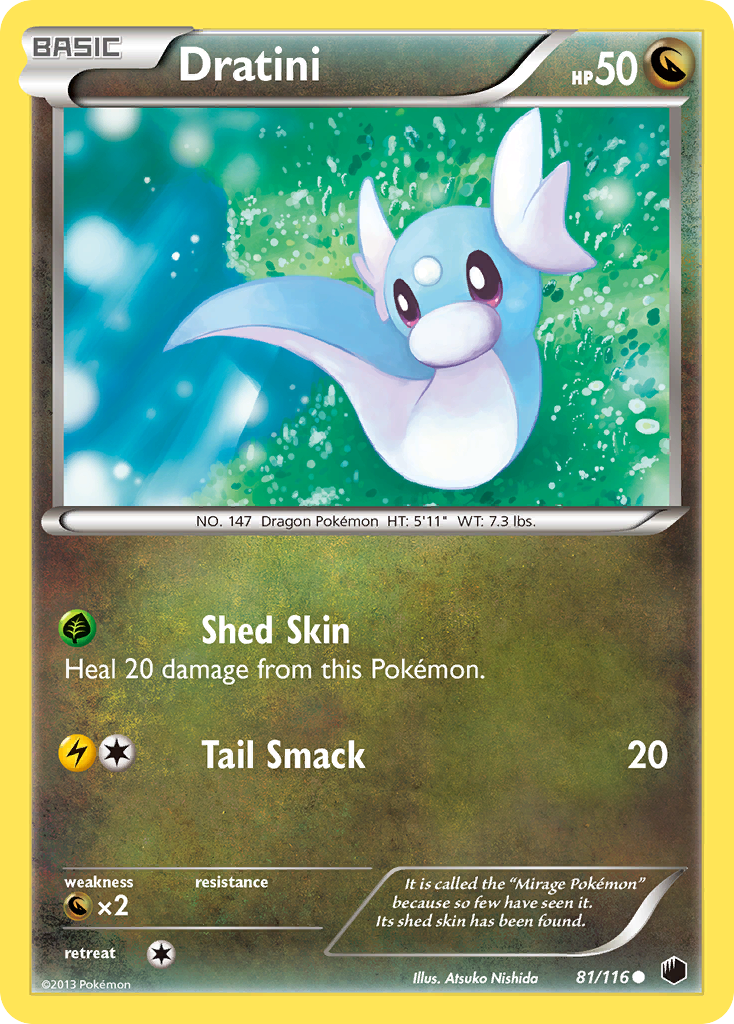 BASIC
Dratini
HP50
NO. 147 Dragon Pokémon HT: 5'11" WT: 7.3 lbs.
Shed Skin
Heal 20 damage from this Pokémon.
Tail Smack 20
weakness resistance
×2
It is called the “Mirage Pokémon”
because so few have seen it.
Its shed skin has been found.
retreat
Illus. Atsuko Nishida 81/116
©2013 Pokémon